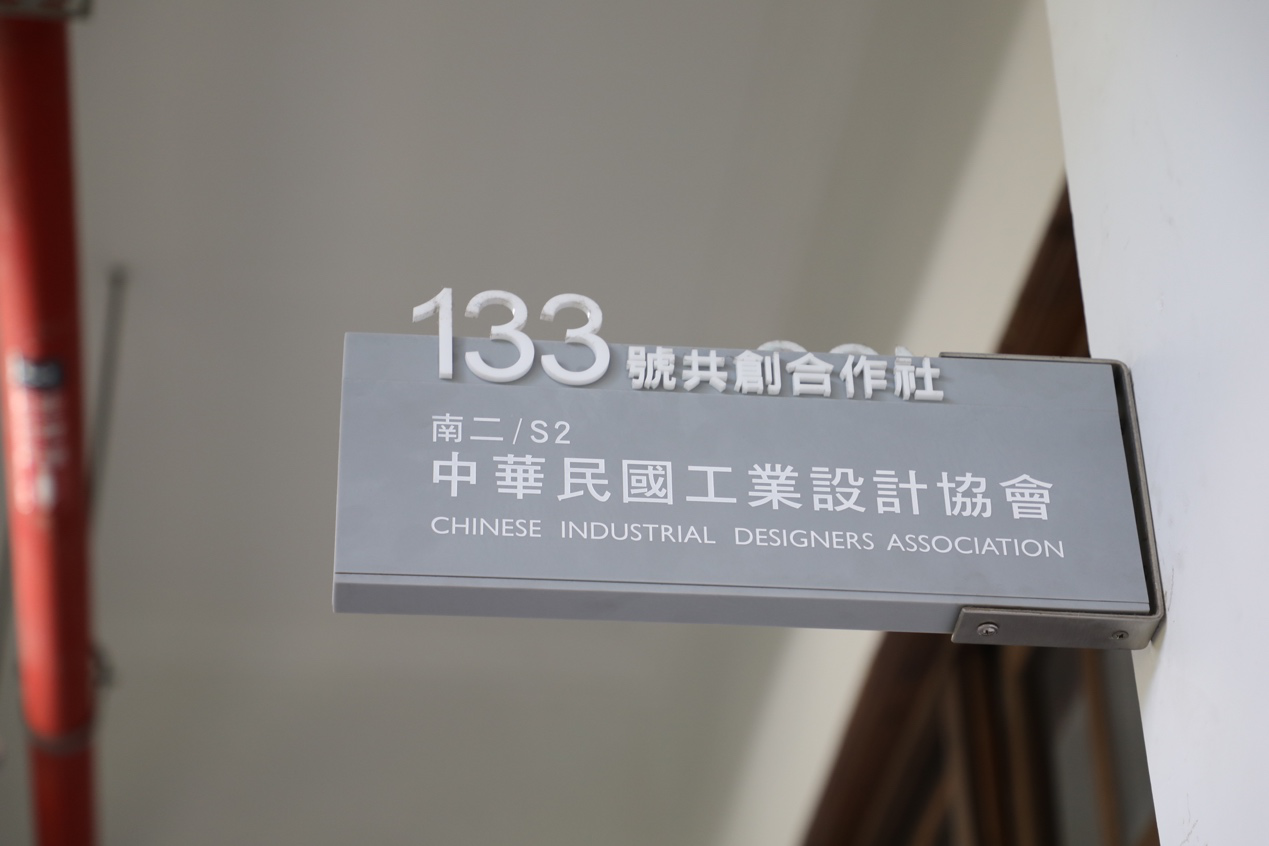 133號共創合作社
南二/S2
中華民國工業設計協會
CHINESE INDUSTRIAL DESIGNERS ASSOCIATION